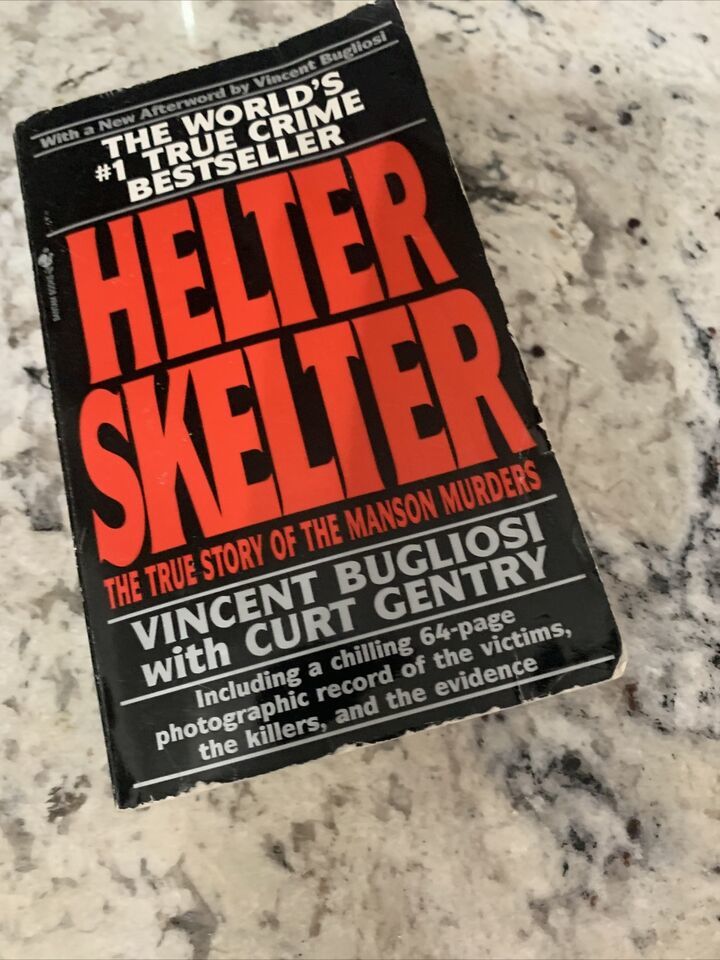 With a New Afterword by Vincent Bugliosi
THE WORLD'S
#1 TRUE CRIME
BESTSELLER
HELTER
SKELTER
THE TRUE STORY OF THE MANSON MURDERS
VINCENT BUGLIOSI
with CURT GENTRY
Including a chilling 64-page
photographic record of the victims,
the killers, and the evidence